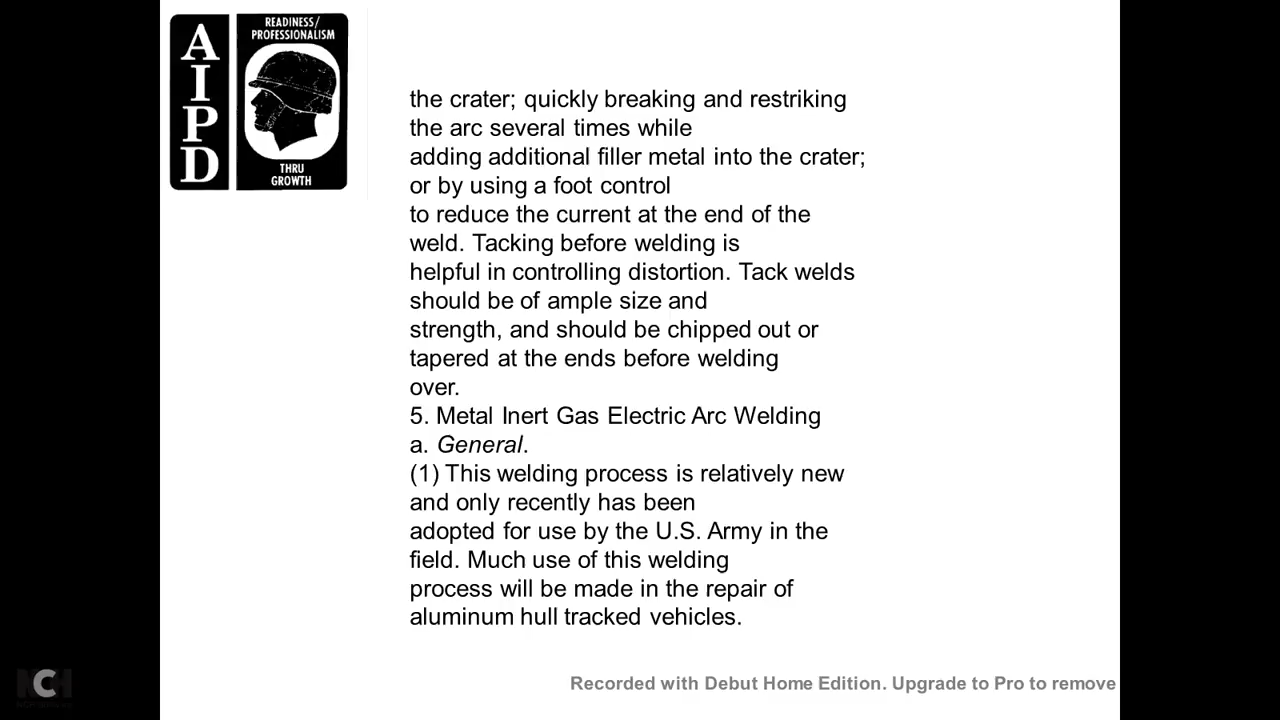 READINESS/
PROFESSIONALISM
AIPD
THRU
GROWTH
the crater; quickly breaking and restriking
the arc several times while
adding additional filler metal into the crater;
or by using a foot control
to reduce the current at the end of the
weld. Tacking before welding is
helpful in controlling distortion. Tack welds
should be of ample size and
strength, and should be chipped out or
tapered at the ends before welding
over.
5. Metal Inert Gas Electric Arc Welding
a. General.
(1) This welding process is relatively new
and only recently has been
adopted for use by the U.S. Army in the
field. Much use of this welding
process will be made in the repair of
aluminum hull tracked vehicles.
NCH
Recorded with Debut Home Edition. Upgrade to Pro to remove